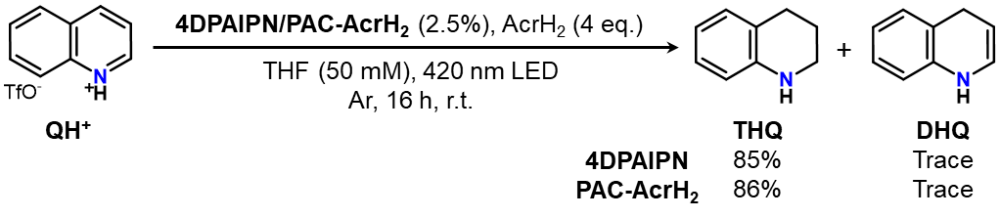 4DPAIPN/PAC-AcrH₂ (2.5%), AcrH₂ (4 eq.)
THF (50 mM), 420 nm LED
Ar, 16 h, r.t.
N
+
H
TfO⁻
N
H
+
N
H
QH⁺
THQ
DHQ
4DPAIPN 85% Trace
PAC-AcrH₂ 86% Trace